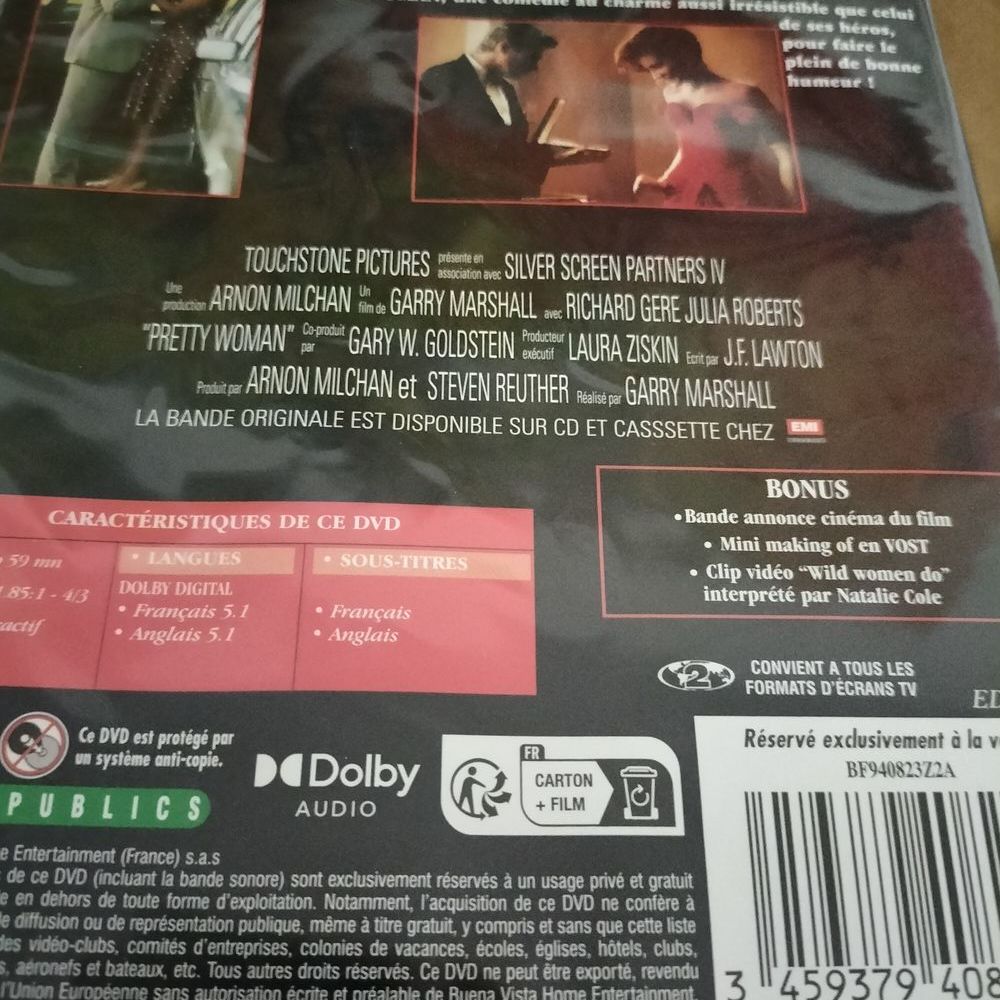 une comédie au charme aussi irrésistible que celui
de ses héros,
pour faire le
plein de bonne
humeur !
TOUCHSTONE PICTURES présente en association avec SILVER SCREEN PARTNERS IV
Une production ARNON MILCHAN Un film de GARRY MARSHALL avec RICHARD GERE JULIA ROBERTS
"PRETTY WOMAN" Co-produit par GARY W. GOLDSTEIN Producteur exécutif LAURA ZISKIN Ecrit par J.F. LAWTON
Produit par ARNON MILCHAN et STEVEN REUTHER Réalisé par GARRY MARSHALL
LA BANDE ORIGINALE EST DISPONIBLE SUR CD ET CASSSETTE CHEZ EMI
BONUS
• Bande annonce cinéma du film
• Mini making of en VOST
• Clip vidéo "Wild women do"
interprété par Natalie Cole
CARACTÉRISTIQUES DE CE DVD
59 mn
• LANGUES
• SOUS-TITRES
.85:1 - 4/3
DOLBY DIGITAL
• Français 5.1
• Anglais 5.1
• Français
• Anglais
2
CONVIENT A TOUS LES
FORMATS D'ÉCRANS TV
Ce DVD est protégé par
un système anti-copie.
PUBLICS
Dolby
AUDIO
FR
CARTON
+ FILM
Réservé exclusivement à la
BF940823Z2A
3 459379 408
Entertainment (France) s.a.s
de ce DVD (incluant la bande sonore) sont exclusivement réservés à un usage privé et gratuit
en dehors de toute forme d'exploitation. Notamment, l'acquisition de ce DVD ne confère à
diffusion ou de représentation publique, même à titre gratuit, y compris et sans que cette liste
des vidéo-clubs, comités d'entreprises, colonies de vacances, écoles, églises, hôtels, clubs,
aéronefs et bateaux, etc. Tous autres droits réservés. Ce DVD ne peut être exporté, revendu
l'Union Européenne sans autorisation écrite et préalable de Buena Vista Home Entertainment.